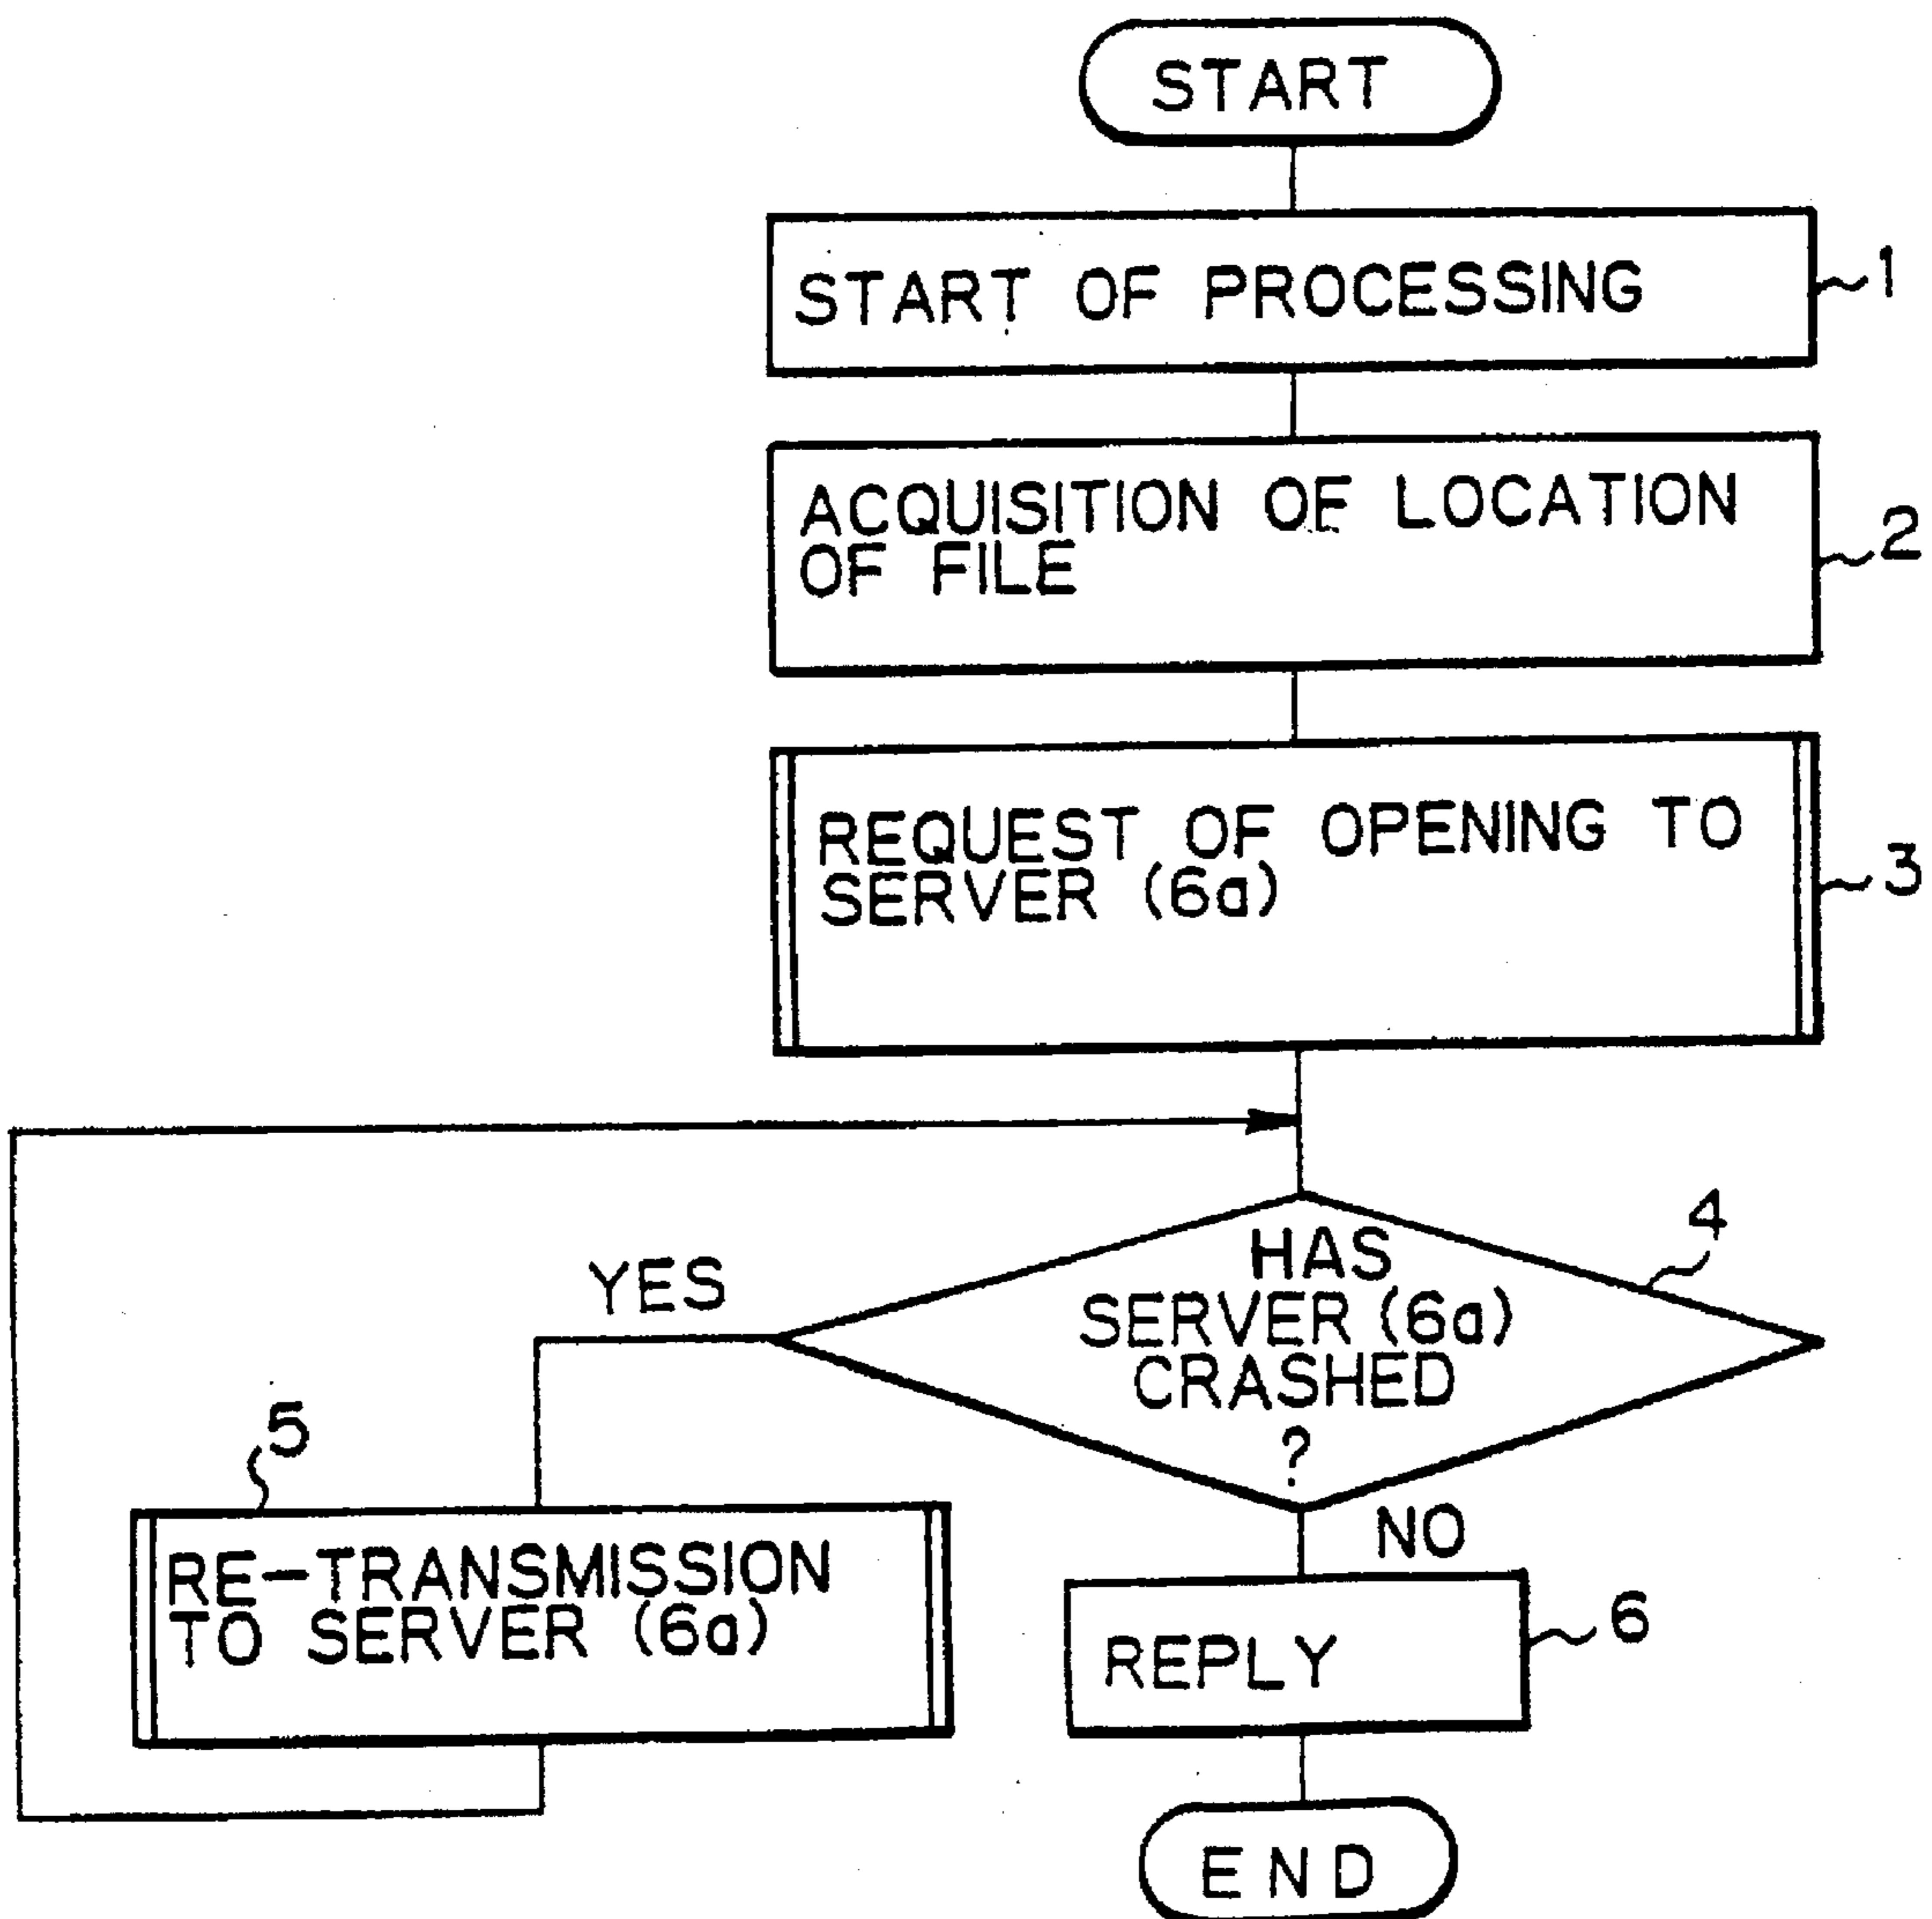 START
START OF PROCESSING
1
ACQUISITION OF LOCATION
OF FILE
2
REQUEST OF OPENING TO
SERVER (6a)
3
HAS
SERVER (6a)
CRASHED
?
4
YES
5
RE-TRANSMISSION
TO SERVER (6a)
NO
REPLY
6
END